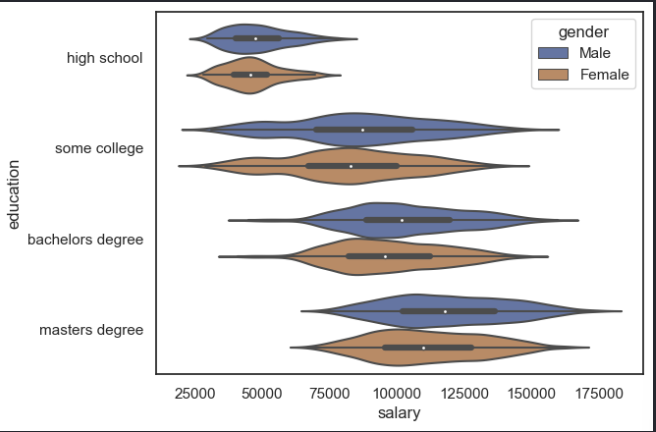 gender
Male
Female
high school
some college
bachelors degree
masters degree
education
25000 50000 75000 100000 125000 150000 175000
salary